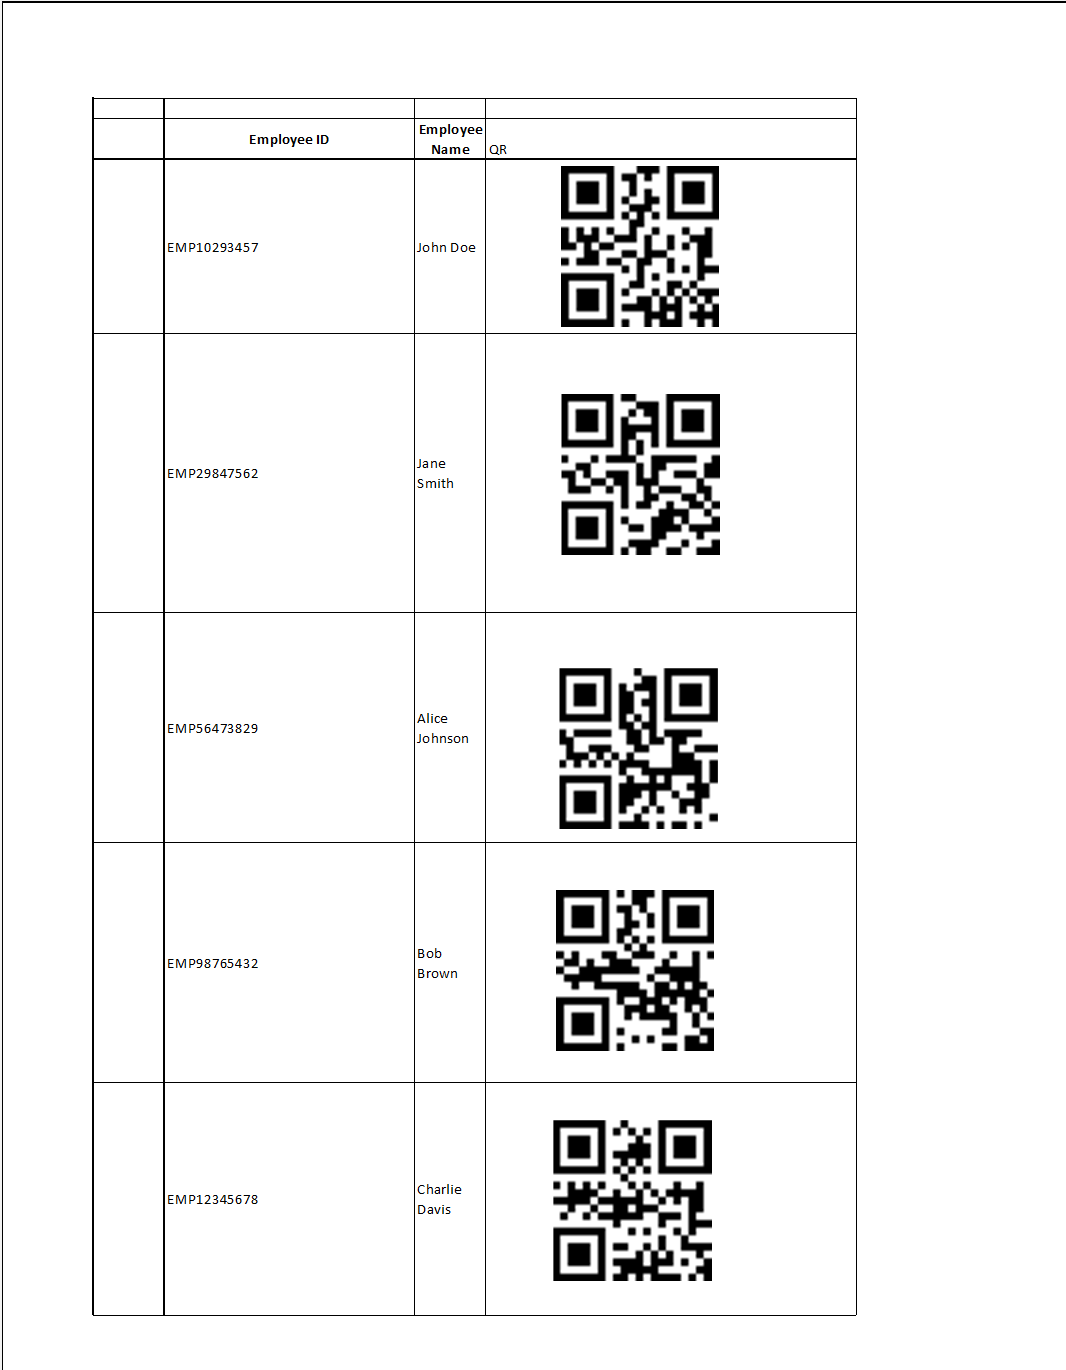 Employee ID
Employee
Name
QR
EMP10293457
John Doe
EMP29847562
Jane
Smith
EMP56473829
Alice
Johnson
EMP98765432
Bob
Brown
EMP12345678
Charlie
Davis